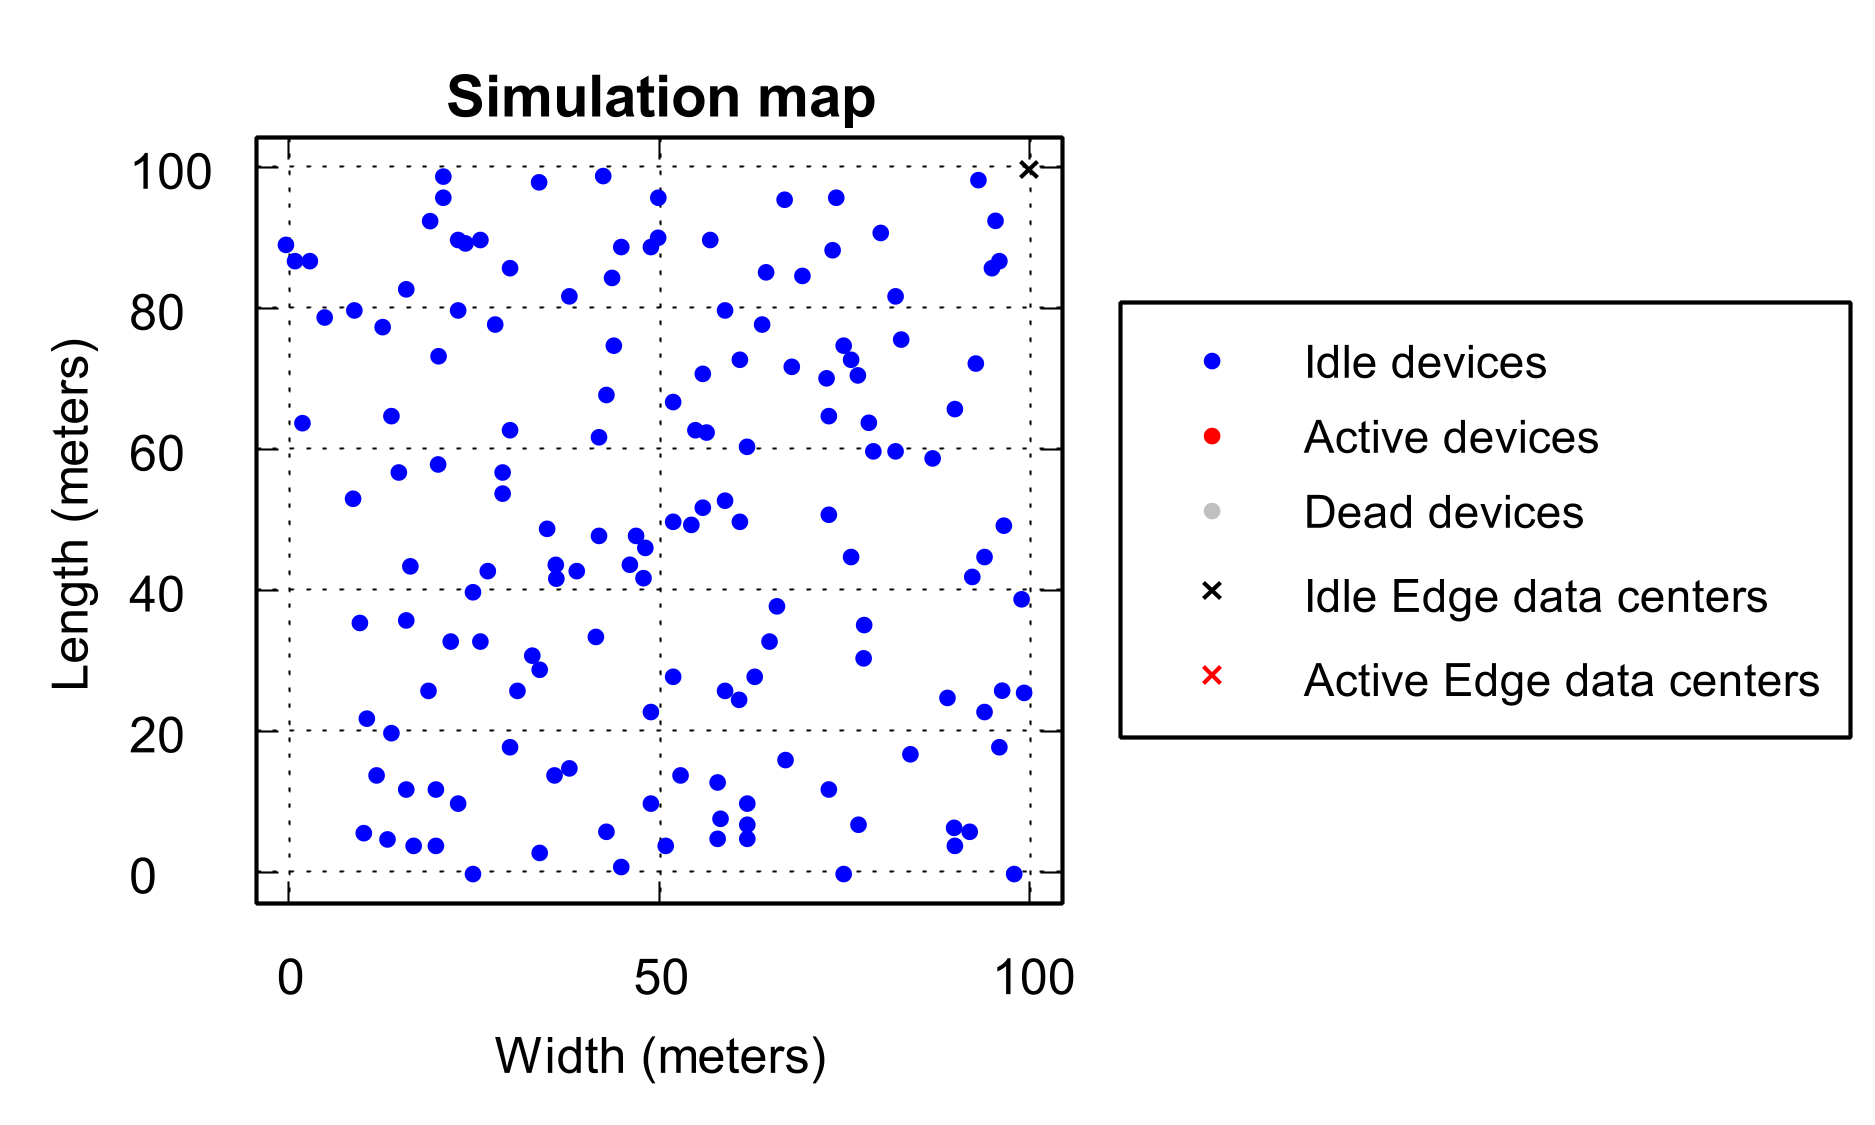 Simulation map
100
80
60
40
20
0
Length (meters)
0 50 100
Width (meters)
Idle devices
Active devices
Dead devices
Idle Edge data centers
Active Edge data centers